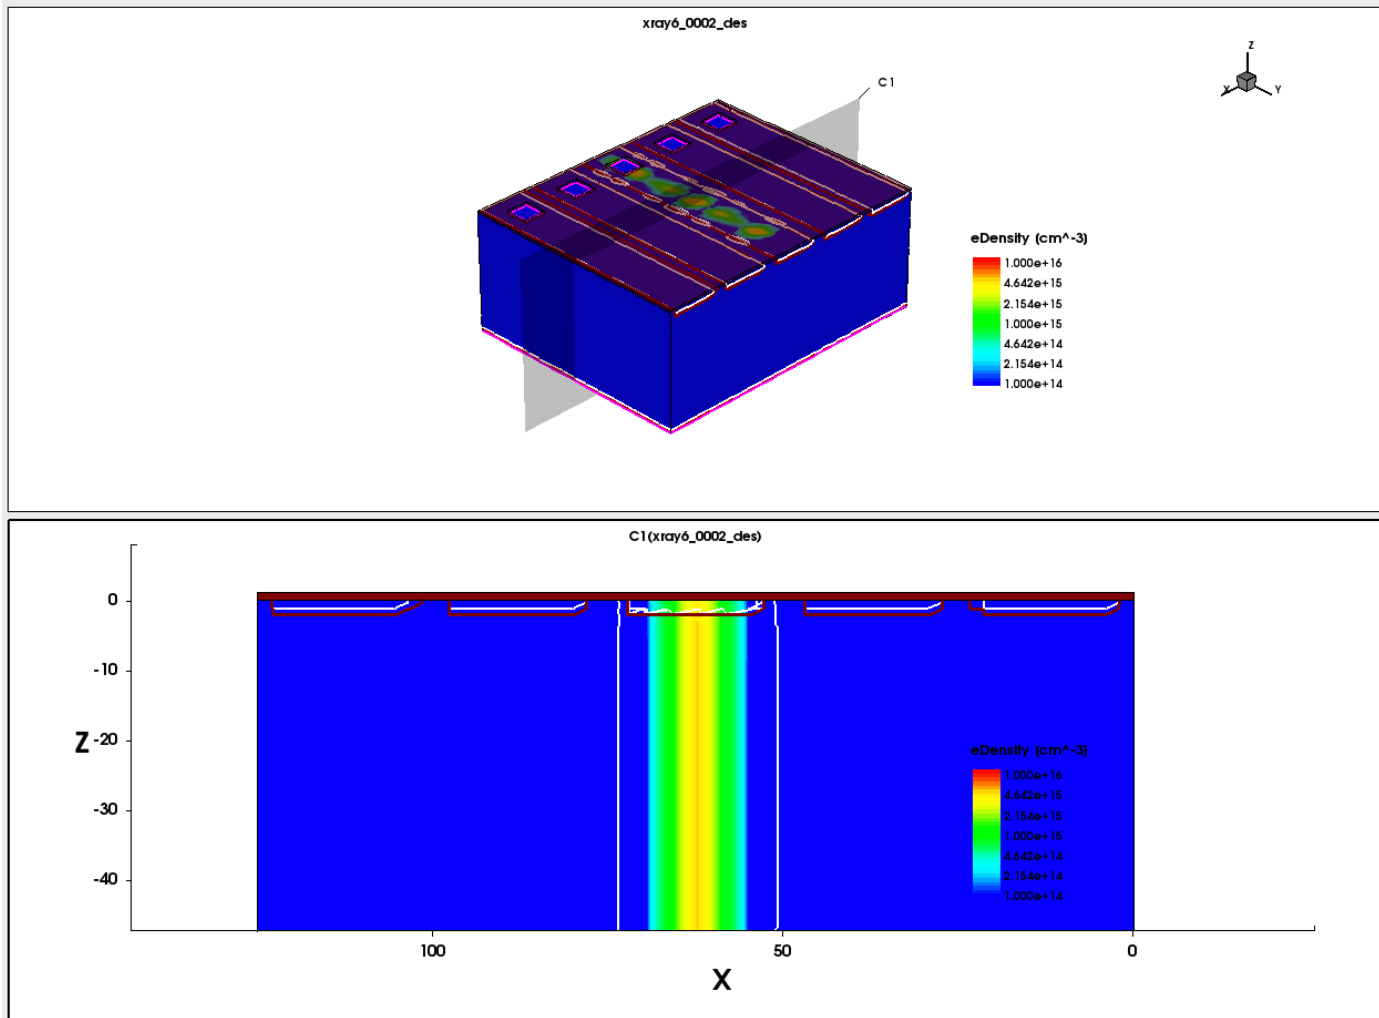 xray6_0002_des
Z
X
Y
C1
eDensity (cm^-3)
1.000e+16
4.642e+15
2.154e+15
1.000e+15
4.642e+14
2.154e+14
1.000e+14
C1(xray6_0002_des)
0
-10
Z
-20
-30
-40
eDensity (cm^-3)
1.000e+16
4.642e+15
2.154e+15
1.000e+15
4.642e+14
2.154e+14
1.000e+14
100
50
0
X